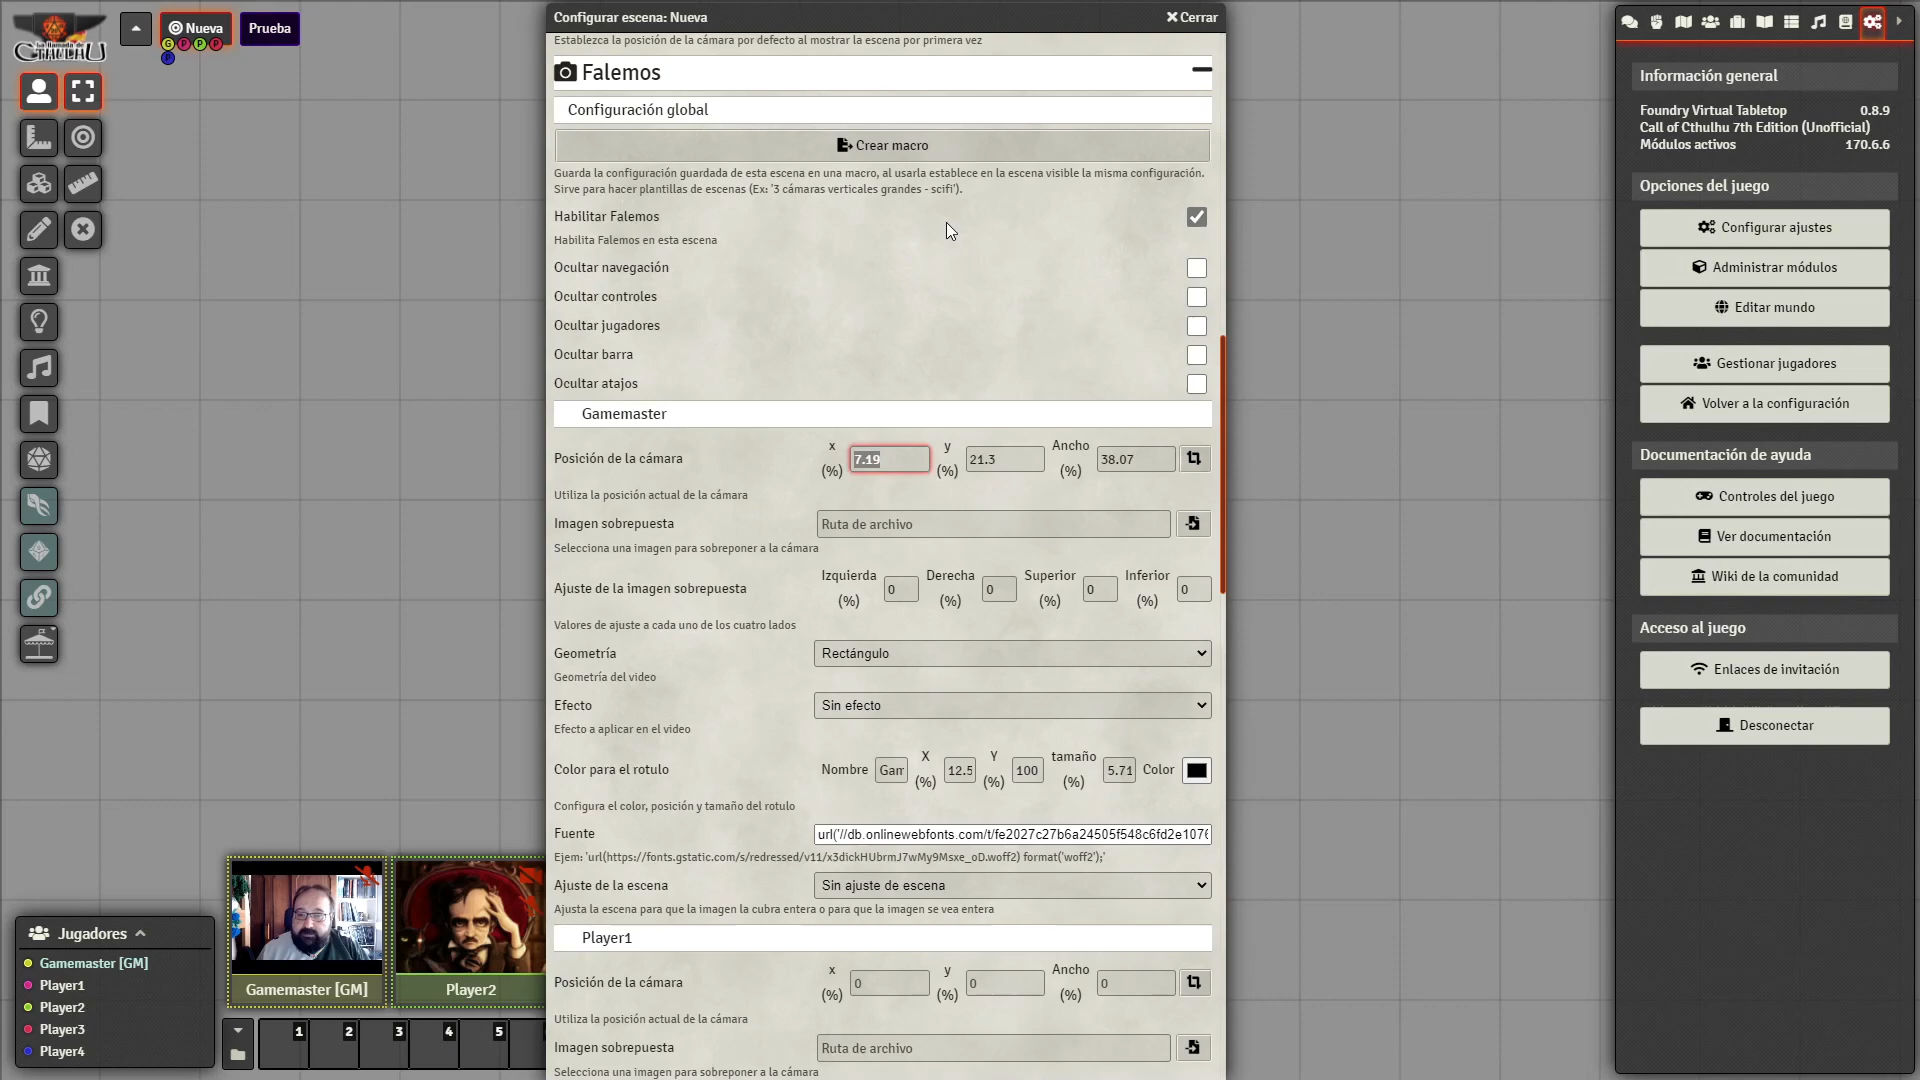 La llamada de
CTHULHU
Nueva
Prueba
G
P
P
P
P
Configurar escena: Nueva
Cerrar
Establezca la posición de la cámara por defecto al mostrar la escena por primera vez
Falemos
Configuración global
Crear macro
Guarda la configuración guardada de esta escena en una macro, al usarla establece en la escena visible la misma configuración.
Sirve para hacer plantillas de escenas (Ex: '3 cámaras verticales grandes - scifi').
Habilitar Falemos
Habilita Falemos en esta escena
Ocultar navegación
Ocultar controles
Ocultar jugadores
Ocultar barra
Ocultar atajos
Gamemaster
Posición de la cámara
x (%) 7.19 y (%) 21.3 Ancho (%) 38.07
Utiliza la posición actual de la cámara
Imagen sobrepuesta
Ruta de archivo
Selecciona una imagen para sobreponer a la cámara
Ajuste de la imagen sobrepuesta
Izquierda (%) 0 Derecha (%) 0 Superior (%) 0 Inferior (%) 0
Valores de ajuste a cada uno de los cuatro lados
Geometría
Rectángulo
Geometría del video
Efecto
Sin efecto
Efecto a aplicar en el video
Color para el rotulo
Nombre Gam X (%) 12.5 Y (%) 100 tamaño (%) 5.71 Color
Configura el color, posición y tamaño del rotulo
Fuente
url('//db.onlinewebfonts.com/t/fe2027c27b6a24505f548c6fd2e1076
Ejem: 'url(https://fonts.gstatic.com/s/redressed/v11/x3dickHUbrmJ7wMy9Msxe_oD.woff2) format('woff2');'
Ajuste de la escena
Sin ajuste de escena
Ajusta la escena para que la imagen la cubra entera o para que la imagen se vea entera
Player1
Posición de la cámara
x (%) 0 y (%) 0 Ancho (%) 0
Utiliza la posición actual de la cámara
Imagen sobrepuesta
Ruta de archivo
Selecciona una imagen para sobreponer a la cámara
Jugadores
Gamemaster [GM]
Player1
Player2
Player3
Player4
Gamemaster [GM]
Player2
1 2 3 4 5
Información general
Foundry Virtual Tabletop 0.8.9
Call of Cthulhu 7th Edition (Unofficial)
Módulos activos 170.6.6
Opciones del juego
Configurar ajustes
Administrar módulos
Editar mundo
Gestionar jugadores
Volver a la configuración
Documentación de ayuda
Controles del juego
Ver documentación
Wiki de la comunidad
Acceso al juego
Enlaces de invitación
Desconectar